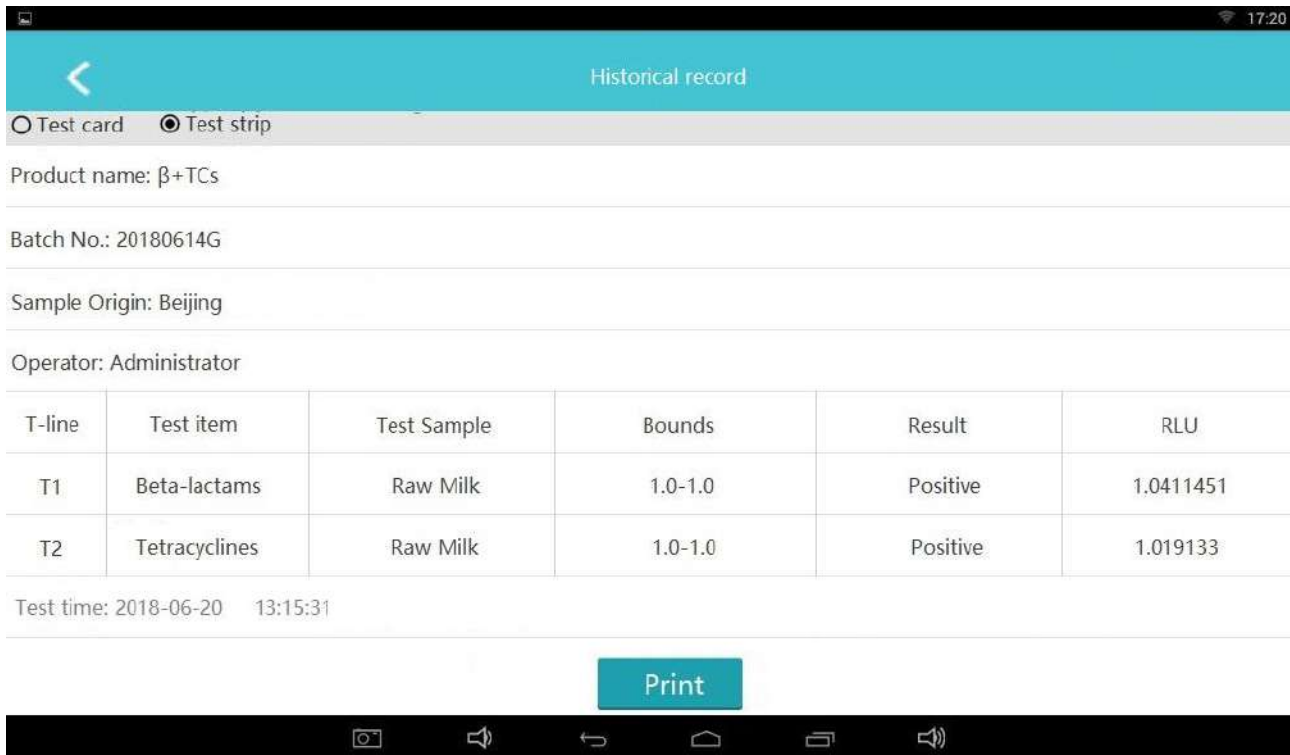 17:20
Historical record
Test card Test strip
Product name: β+TCs
Batch No.: 20180614G
Sample Origin: Beijing
Operator: Administrator
T-line Test item Test Sample Bounds Result RLU
T1 Beta-lactams Raw Milk 1.0-1.0 Positive 1.0411451
T2 Tetracyclines Raw Milk 1.0-1.0 Positive 1.019133
Test time: 2018-06-20 13:15:31
Print